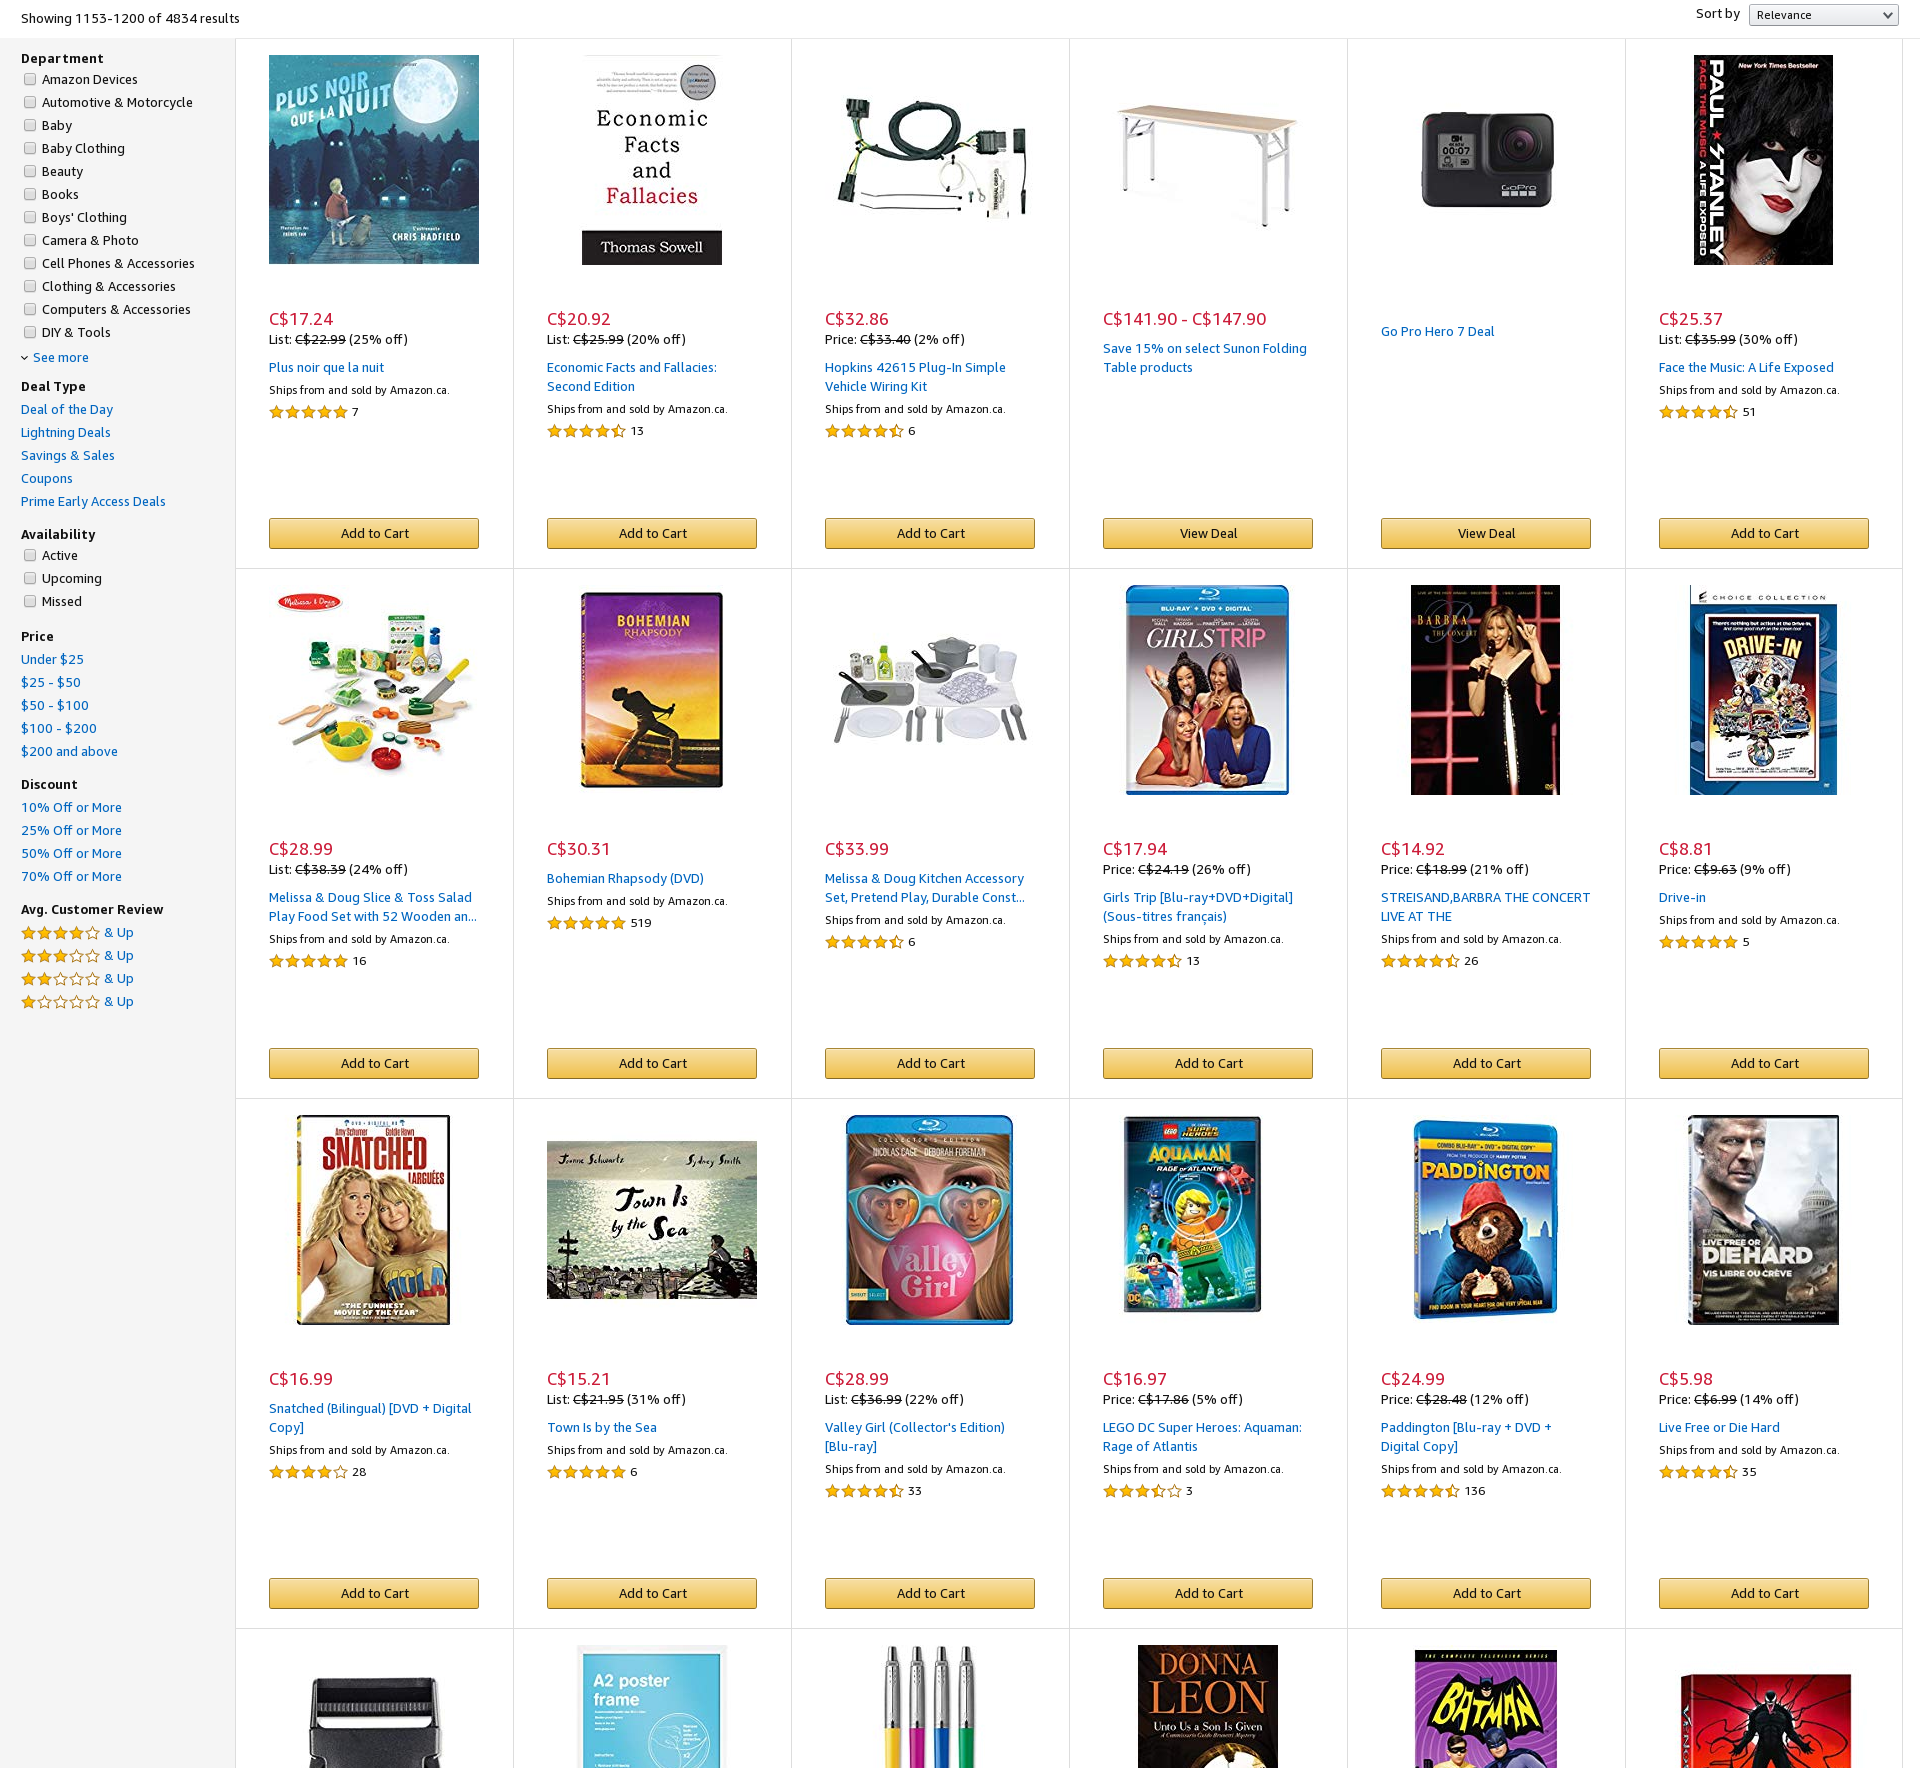 Showing 1153-1200 of 4834 results
Sort by
Relevance
Department
Amazon Devices
Automotive & Motorcycle
Baby
Baby Clothing
Beauty
Books
Boys' Clothing
Camera & Photo
Cell Phones & Accessories
Clothing & Accessories
Computers & Accessories
DIY & Tools
See more
Deal Type
Deal of the Day
Lightning Deals
Savings & Sales
Coupons
Prime Early Access Deals
Availability
Active
Upcoming
Missed
Price
Under $25
$25 - $50
$50 - $100
$100 - $200
$200 and above
Discount
10% Off or More
25% Off or More
50% Off or More
70% Off or More
Avg. Customer Review
& Up
& Up
& Up
& Up
PLUS NOIR
QUE LA NUIT
CHRIS HADFIELD
C$17.24
List: C$22.99 (25% off)
Plus noir que la nuit
Ships from and sold by Amazon.ca.
7
Add to Cart
Economic
Facts
and
Fallacies
Thomas Sowell
C$20.92
List: C$25.99 (20% off)
Economic Facts and Fallacies:
Second Edition
Ships from and sold by Amazon.ca.
13
Add to Cart
C$32.86
Price: C$33.40 (2% off)
Hopkins 42615 Plug-In Simple
Vehicle Wiring Kit
Ships from and sold by Amazon.ca.
6
Add to Cart
C$141.90 - C$147.90
Save 15% on select Sunon Folding
Table products
View Deal
00:07
GoPro
Go Pro Hero 7 Deal
View Deal
New York Times Bestseller
PAUL STANLEY
FACE THE MUSIC A LIFE EXPOSED
C$25.37
List: C$35.99 (30% off)
Face the Music: A Life Exposed
Ships from and sold by Amazon.ca.
51
Add to Cart
Melissa & Doug
C$28.99
List: C$38.39 (24% off)
Melissa & Doug Slice & Toss Salad
Play Food Set with 52 Wooden an...
Ships from and sold by Amazon.ca.
16
Add to Cart
BOHEMIAN
RHAPSODY
C$30.31
Bohemian Rhapsody (DVD)
Ships from and sold by Amazon.ca.
519
Add to Cart
C$33.99
Melissa & Doug Kitchen Accessory
Set, Pretend Play, Durable Const...
Ships from and sold by Amazon.ca.
6
Add to Cart
BLU-RAY + DVD + DIGITAL
GIRLS TRIP
C$17.94
Price: C$24.19 (26% off)
Girls Trip [Blu-ray+DVD+Digital]
(Sous-titres français)
Ships from and sold by Amazon.ca.
13
Add to Cart
BARBRA
THE CONCERT
C$14.92
Price: C$18.99 (21% off)
STREISAND,BARBRA THE CONCERT
LIVE AT THE
Ships from and sold by Amazon.ca.
26
Add to Cart
CHOICE COLLECTION
DRIVE-IN
C$8.81
Price: C$9.63 (9% off)
Drive-in
Ships from and sold by Amazon.ca.
5
Add to Cart
Amy Schumer Goldie Hawn
SNATCHED
LARGUÉES
"THE FUNNIEST
MOVIE OF THE YEAR"
C$16.99
Snatched (Bilingual) [DVD + Digital
Copy]
Ships from and sold by Amazon.ca.
28
Add to Cart
Joanne Schwartz Sydney Smith
Town Is
by the Sea
C$15.21
List: C$21.95 (31% off)
Town Is by the Sea
Ships from and sold by Amazon.ca.
6
Add to Cart
COLLECTOR'S EDITION
NICOLAS CAGE DEBORAH FOREMAN
Valley
Girl
C$28.99
List: C$36.99 (22% off)
Valley Girl (Collector's Edition)
[Blu-ray]
Ships from and sold by Amazon.ca.
33
Add to Cart
LEGO
SUPER HEROES
AQUAMAN
RAGE OF ATLANTIS
C$16.97
Price: C$17.86 (5% off)
LEGO DC Super Heroes: Aquaman:
Rage of Atlantis
Ships from and sold by Amazon.ca.
3
Add to Cart
COMBO BLU-RAY + DVD + DIGITAL COPY
FROM THE PRODUCER OF HARRY POTTER
PADDINGTON
C$24.99
Price: C$28.48 (12% off)
Paddington [Blu-ray + DVD +
Digital Copy]
Ships from and sold by Amazon.ca.
136
Add to Cart
LIVE FREE OR
DIE HARD
VIS LIBRE OU CRÈVE
C$5.98
Price: C$6.99 (14% off)
Live Free or Die Hard
Ships from and sold by Amazon.ca.
35
Add to Cart
A2 poster
frame
DONNA
LEON
Unto Us a Son Is Given
A Commissario Guido Brunetti Mystery
THE COMPLETE TELEVISION SERIES
BATMAN